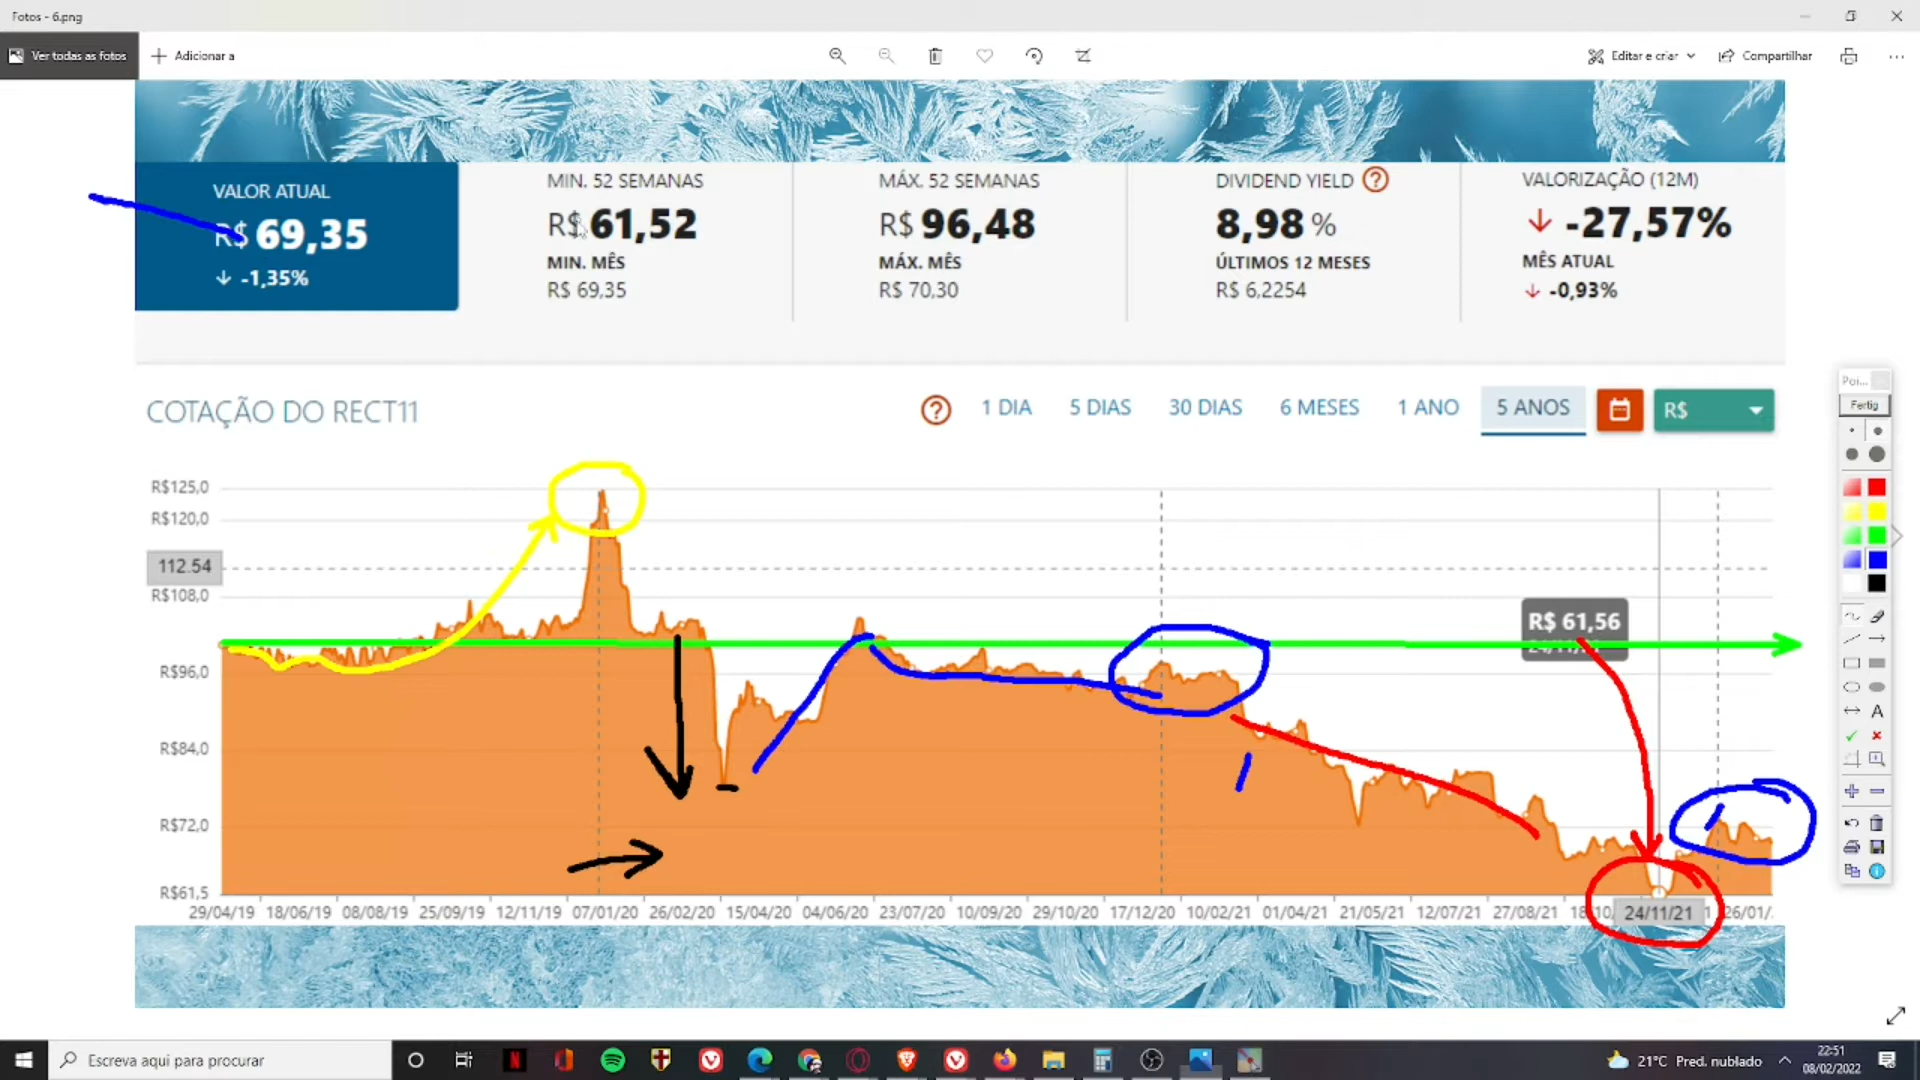 Fotos - 6.png
Ver todas as fotos
Adicionar a
Editar e criar
Compartilhar
VALOR ATUAL
R$ 69,35
-1,35%
MIN. 52 SEMANAS
R$ 61,52
MIN. MÊS
R$ 69,35
MÁX. 52 SEMANAS
R$ 96,48
MÁX. MÊS
R$ 70,30
DIVIDEND YIELD ?
8,98 %
ÚLTIMOS 12 MESES
R$ 6,2254
VALORIZAÇÃO (12M)
-27,57%
MÊS ATUAL
-0,93%
COTAÇÃO DO RECT11
? 1 DIA 5 DIAS 30 DIAS 6 MESES 1 ANO 5 ANOS R$
R$125,0
R$120,0
112.54
R$108,0
R$96,0
R$84,0
R$72,0
R$61,5
R$ 61,56
29/04/19 18/06/19 08/08/19 25/09/19 12/11/19 07/01/20 26/02/20 15/04/20 04/06/20 23/07/20 10/09/20 29/10/20 17/12/20 10/02/21 01/04/21 21/05/21 12/07/21 27/08/21 24/11/21 26/01/
Fertig
A
Escreva aqui para procurar
21°C Pred. nublado
22:51
08/02/2022